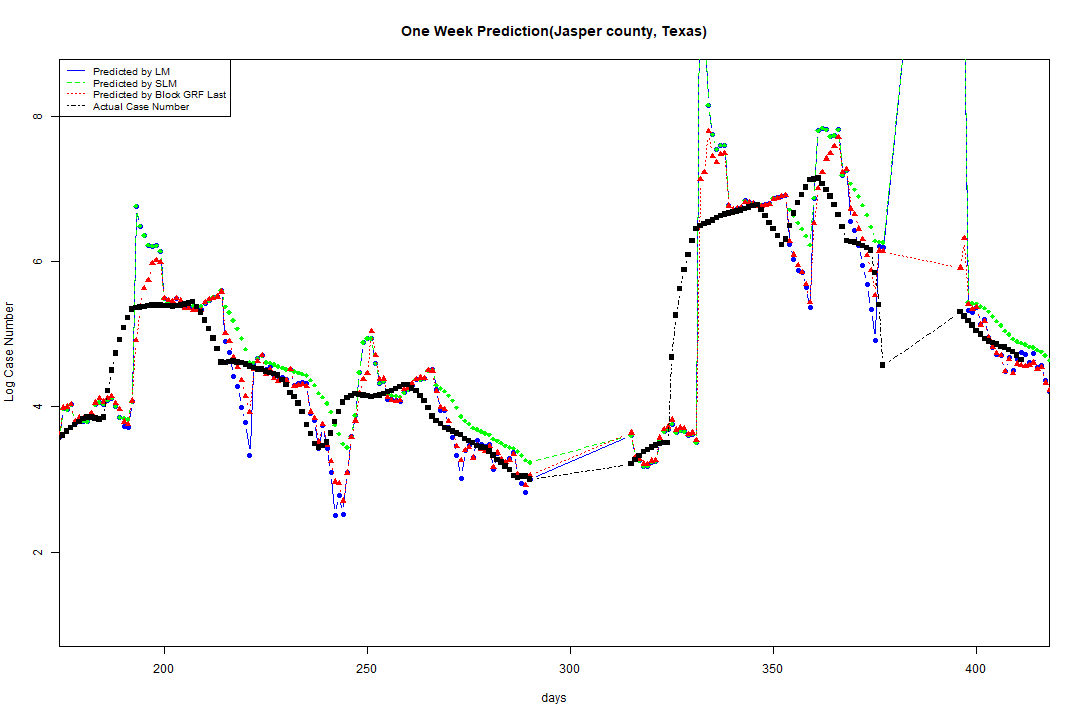 One Week Prediction(Jasper county, Texas)
Predicted by LM
Predicted by SLM
Predicted by Block GRF Last
Actual Case Number
Log Case Number
8
6
4
2
200
250
300
350
400
days